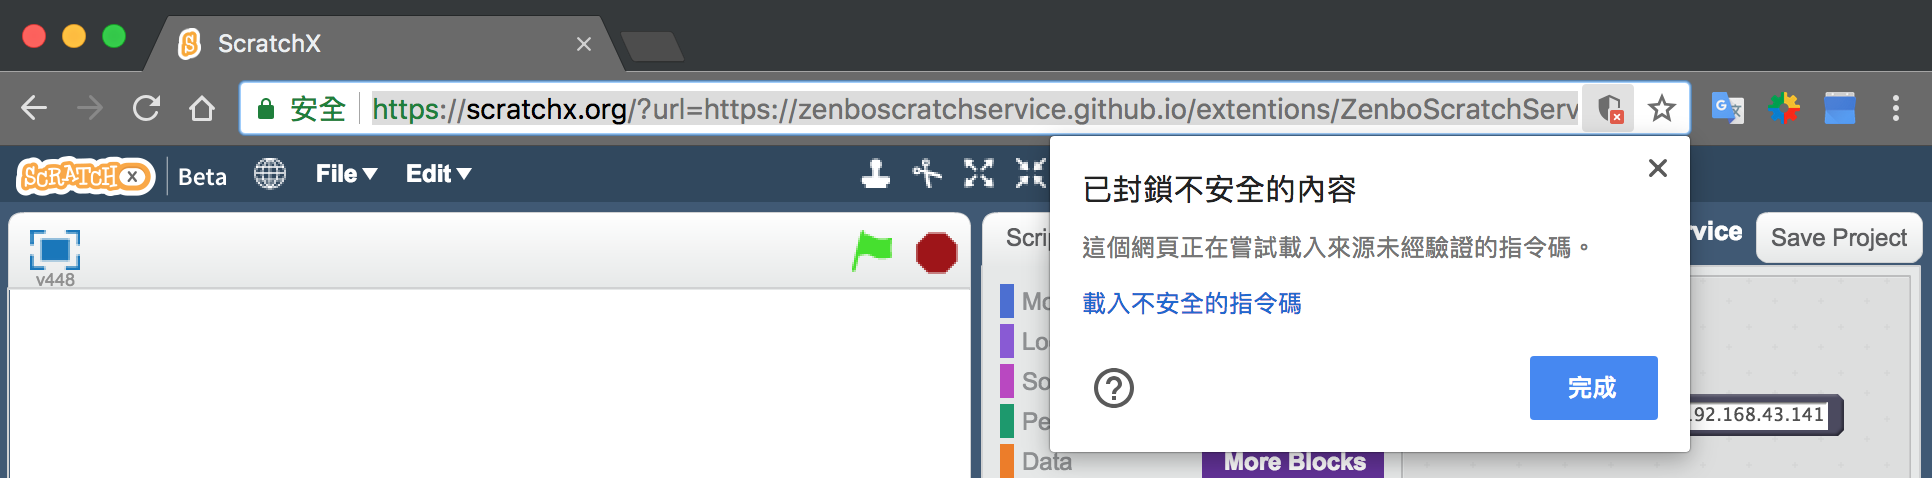 ScratchX
安全 https://scratchx.org/?url=https://zenboscratchservice.github.io/extentions/ZenboScratchServ
SCRATCH X Beta File Edit
已封鎖不安全的內容
這個網頁正在嘗試載入來源未經驗證的指令碼。
載入不安全的指令碼
完成
v448
Scri
rvice Save Project
Mo
Lo
So
Pe
Data
More Blocks
92.168.43.141